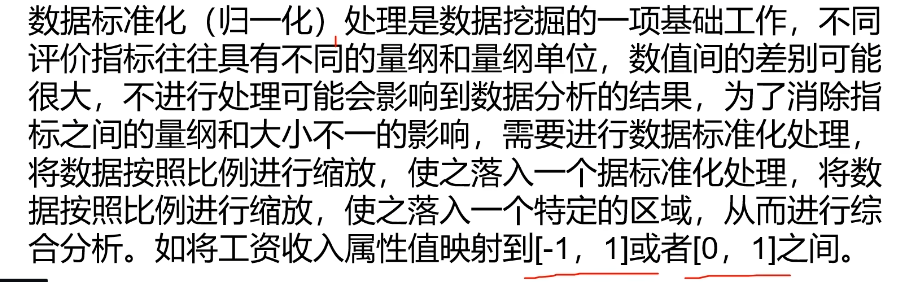 数据标准化（归一化）处理是数据挖掘的一项基础工作，不同
评价指标往往具有不同的量纲和量纲单位，数值间的差别可能
很大，不进行处理可能会影响到数据分析的结果，为了消除指
标之间的量纲和大小不一的影响，需要进行数据标准化处理，
将数据按照比例进行缩放，使之落入一个据标准化处理，将数
据按照比例进行缩放，使之落入一个特定的区域，从而进行综
合分析。如将工资收入属性值映射到[-1，1]或者[0，1]之间。